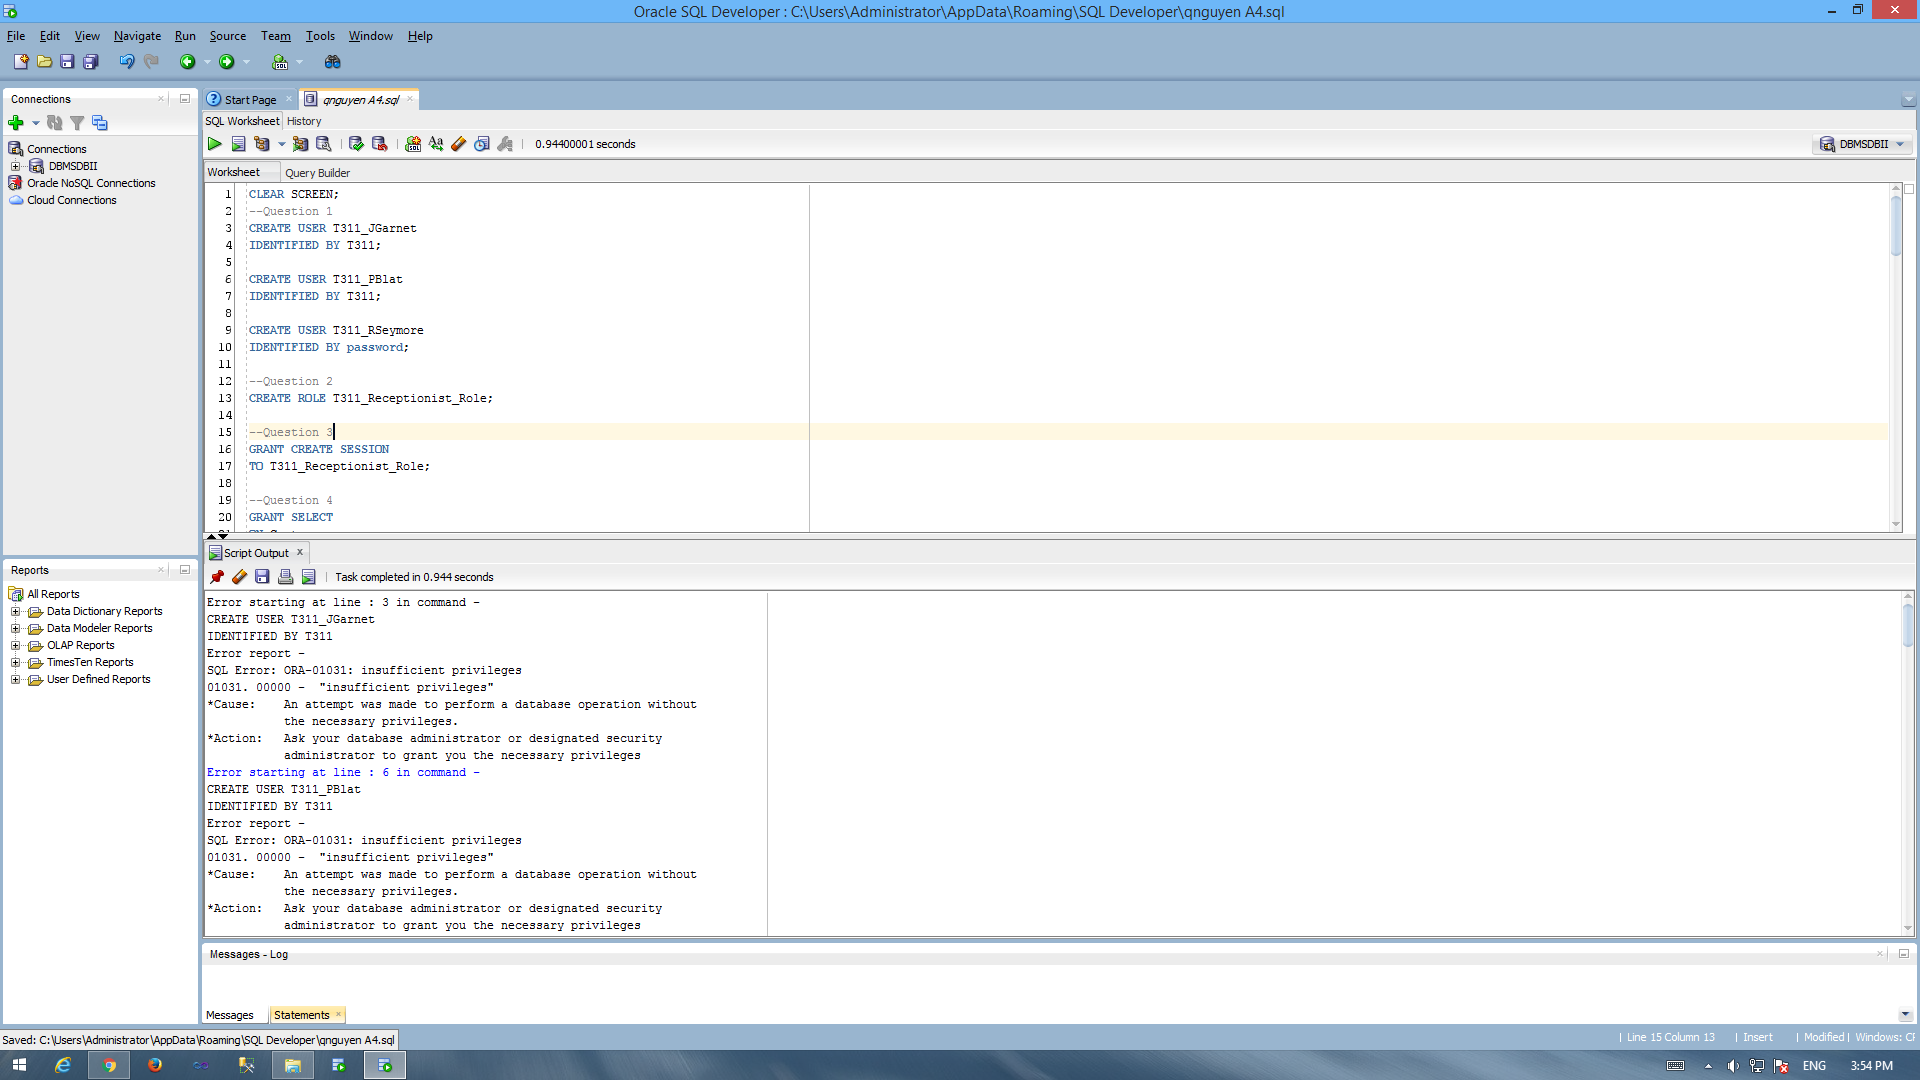 Oracle SQL Developer : C:\Users\Administrator\AppData\Roaming\SQL Developer\qnguyen A4.sql
File Edit View Navigate Run Source Team Tools Window Help
Connections
Connections
DBMSDBII
Oracle NoSQL Connections
Cloud Connections
Reports
All Reports
Data Dictionary Reports
Data Modeler Reports
OLAP Reports
TimesTen Reports
User Defined Reports
Start Page qnguyen A4.sql
SQL Worksheet History
0.94400001 seconds
DBMSDBII
Worksheet Query Builder
1 CLEAR SCREEN;
2 --Question 1
3 CREATE USER T311_JGarnet
4 IDENTIFIED BY T311;
5
6 CREATE USER T311_PBlat
7 IDENTIFIED BY T311;
8
9 CREATE USER T311_RSeymore
10 IDENTIFIED BY password;
11
12 --Question 2
13 CREATE ROLE T311_Receptionist_Role;
14
15 --Question 3
16 GRANT CREATE SESSION
17 TO T311_Receptionist_Role;
18
19 --Question 4
20 GRANT SELECT
Script Output
Task completed in 0.944 seconds
Error starting at line : 3 in command -
CREATE USER T311_JGarnet
IDENTIFIED BY T311
Error report -
SQL Error: ORA-01031: insufficient privileges
01031. 00000 - "insufficient privileges"
*Cause: An attempt was made to perform a database operation without
the necessary privileges.
*Action: Ask your database administrator or designated security
administrator to grant you the necessary privileges
Error starting at line : 6 in command -
CREATE USER T311_PBlat
IDENTIFIED BY T311
Error report -
SQL Error: ORA-01031: insufficient privileges
01031. 00000 - "insufficient privileges"
*Cause: An attempt was made to perform a database operation without
the necessary privileges.
*Action: Ask your database administrator or designated security
administrator to grant you the necessary privileges
Messages - Log
Messages Statements
Saved: C:\Users\Administrator\AppData\Roaming\SQL Developer\qnguyen A4.sql
Line 15 Column 13 Insert Modified Windows:
ENG 3:54 PM